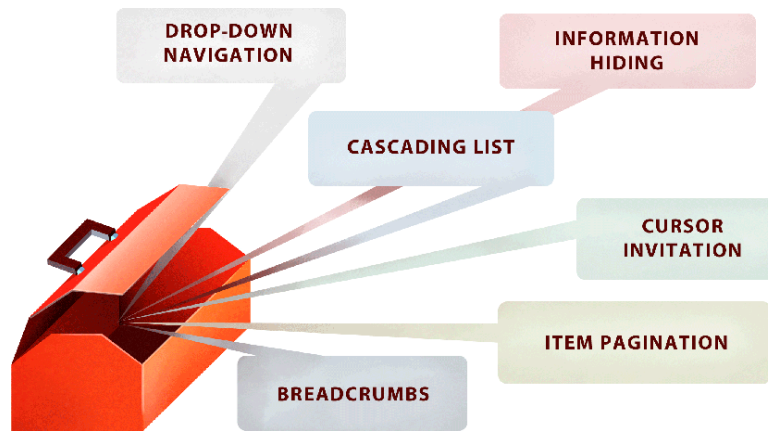 DROP-DOWN
NAVIGATION
INFORMATION
HIDING
CASCADING LIST
CURSOR
INVITATION
ITEM PAGINATION
BREADCRUMBS